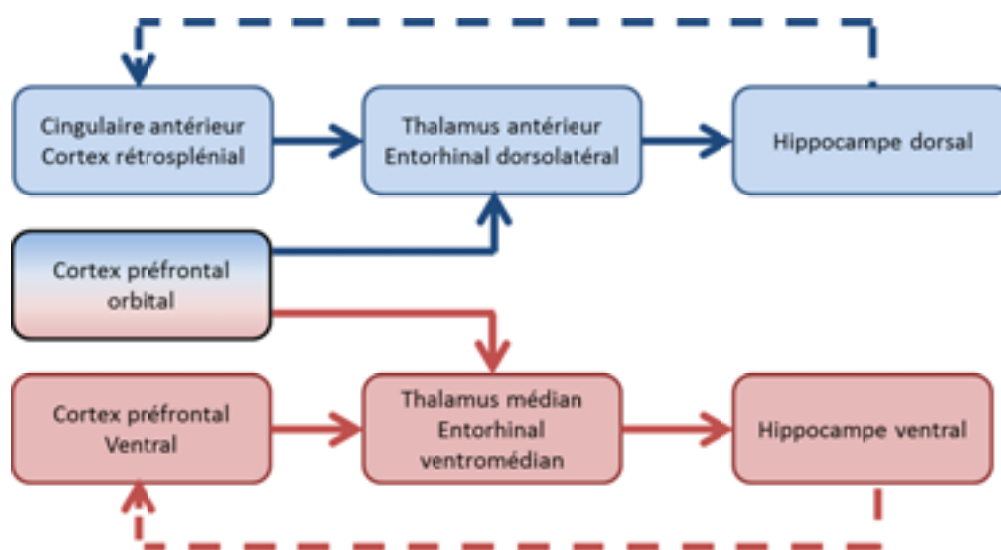 Cingulaire antérieur
Cortex rétrosplénial
Thalamus antérieur
Entorhinal dorsolatéral
Hippocampe dorsal
Cortex préfrontal
orbital
Cortex préfrontal
Ventral
Thalamus médian
Entorhinal
ventromédian
Hippocampe ventral